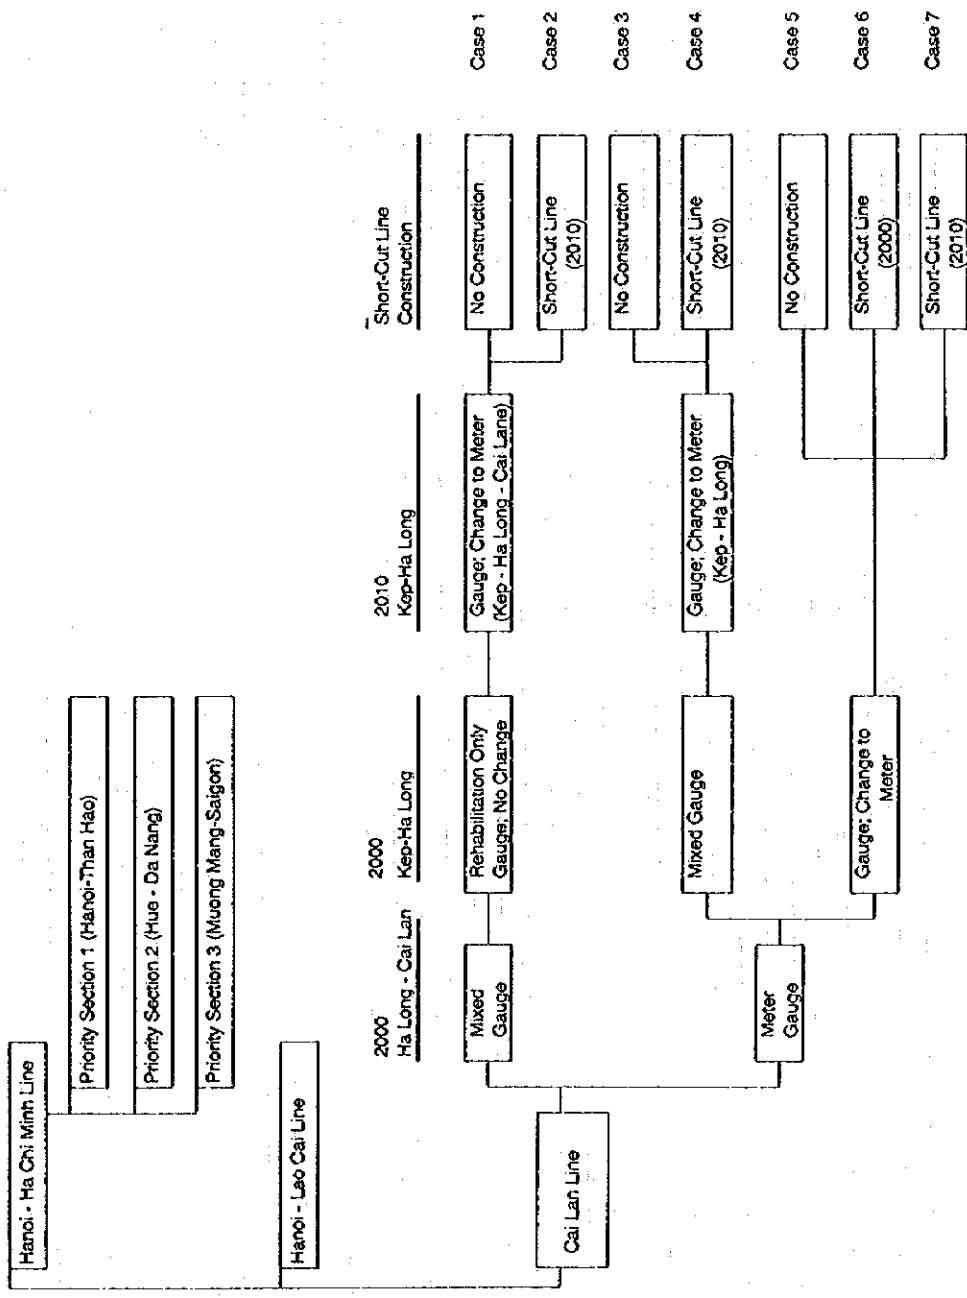 Hanoi - Ha Chi Minh Line
Priority Section 1 (Hanoi-Than Hao)
Priority Section 2 (Hue - Da Nang)
Priority Section 3 (Muong Mang-Saigon)
Hanoi - Lao Cai Line
Cai Lan Line
2000
Ha Long - Cai Lan
2000
Kep-Ha Long
2010
Kep-Ha Long
Short-Cut Line
Construction
Mixed
Gauge
Rehabilitation Only
Gauge; No Change
Gauge; Change to Meter
(Kep - Ha Long - Cai Lane)
No Construction
Case 1
Short-Cut Line
(2010)
Case 2
No Construction
Case 3
Mixed Gauge
Gauge; Change to Meter
(Kep - Ha Long)
Short-Cut Line
(2010)
Case 4
Meter
Gauge
No Construction
Case 5
Gauge; Change to
Meter
Short-Cut Line
(2000)
Case 6
Short-Cut Line
(2010)
Case 7